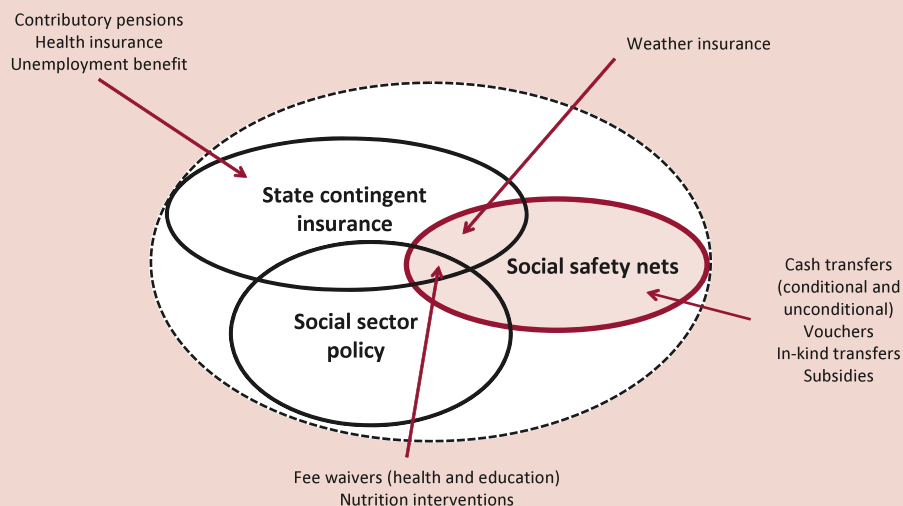 Contributory pensions
Health insurance
Unemployment benefit
Weather insurance
State contingent
insurance
Social safety nets
Social sector
policy
Cash transfers
(conditional and
unconditional)
Vouchers
In-kind transfers
Subsidies
Fee waivers (health and education)
Nutrition interventions